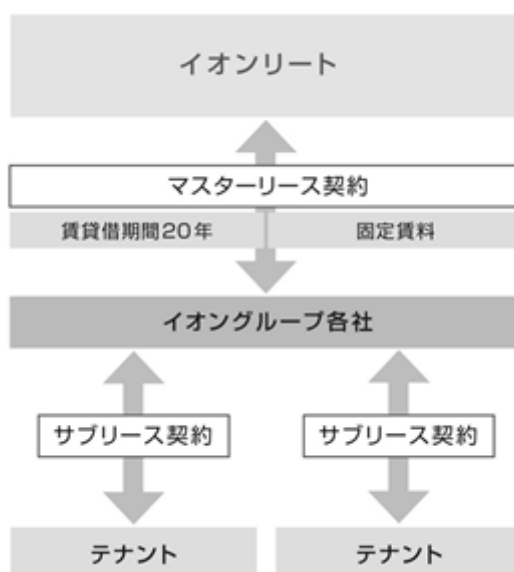 イオンリート
マスターリース契約
賃貸借期間20年
固定賃料
イオングループ各社
サブリース契約
サブリース契約
テナント
テナント